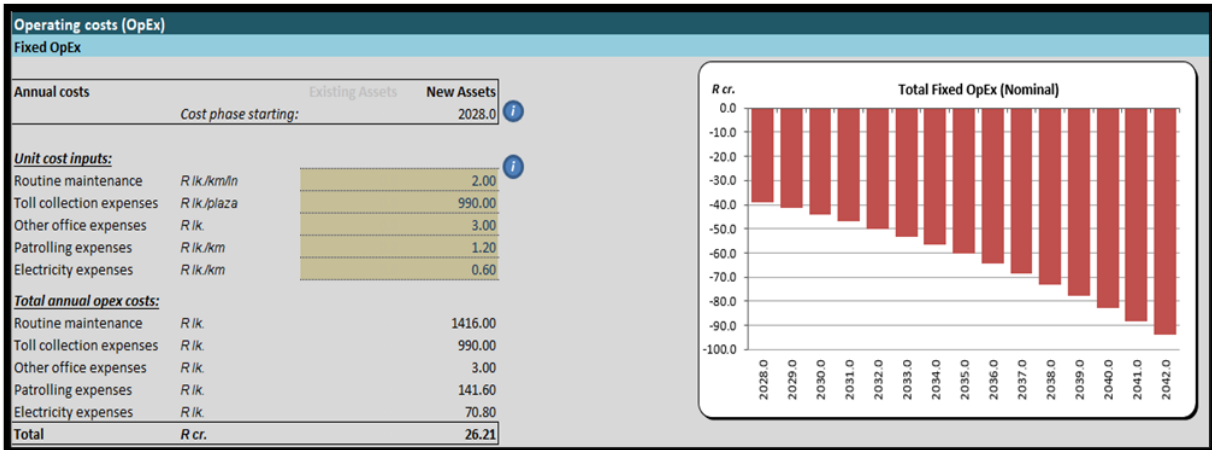 Operating costs (OpEx)
Fixed OpEx
Annual costs Existing Assets New Assets
Cost phase starting: 2028.0 i
Unit cost inputs: i
Routine maintenance R lk./km/ln 2.00
Toll collection expenses R lk./plaza 990.00
Other office expenses R lk. 3.00
Patrolling expenses R lk./km 1.20
Electricity expenses R lk./km 0.60
Total annual opex costs:
Routine maintenance R lk. 1416.00
Toll collection expenses R lk. 990.00
Other office expenses R lk. 3.00
Patrolling expenses R lk. 141.60
Electricity expenses R lk. 70.80
Total R cr. 26.21
R cr. Total Fixed OpEx (Nominal)
0.0
-10.0
-20.0
-30.0
-40.0
-50.0
-60.0
-70.0
-80.0
-90.0
-100.0
2028.0 2029.0 2030.0 2031.0 2032.0 2033.0 2034.0 2035.0 2036.0 2037.0 2038.0 2039.0 2040.0 2041.0 2042.0